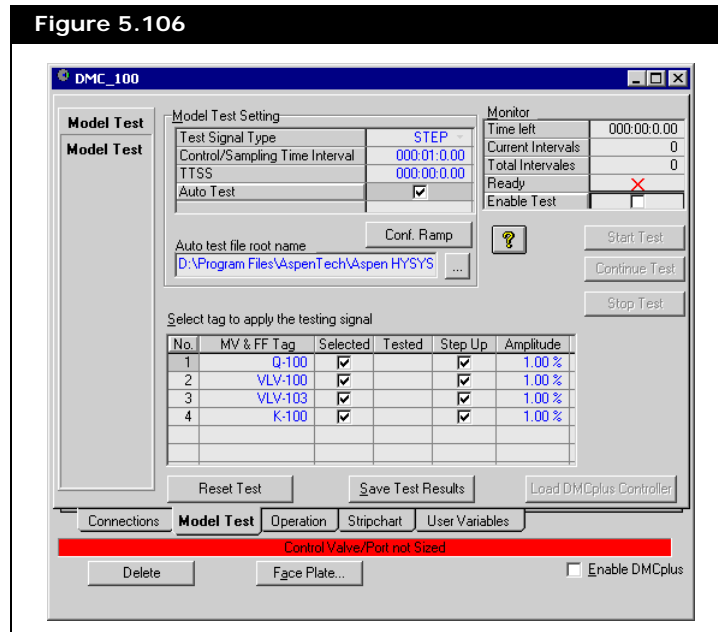 Figure 5.106
DMC_100
Model Test
Model Test
Model Test Setting
Test Signal Type STEP
Control/Sampling Time Interval 000:01:0.00
TTSS 000:00:0.00
Auto Test
Auto test file root name
Conf. Ramp
D:\Program Files\AspenTech\Aspen HYSYS
...
Monitor
Time left 000:00:0.00
Current Intervals 0
Total Intervales 0
Ready
Enable Test
?
Start Test
Continue Test
Stop Test
Select tag to apply the testing signal
No. MV & FF Tag Selected Tested Step Up Amplitude
1 Q-100 1.00 %
2 VLV-100 1.00 %
3 VLV-103 1.00 %
4 K-100 1.00 %
Reset Test
Save Test Results
Load DMCplus Controller
Connections Model Test Operation Stripchart User Variables
Control Valve/Port not Sized
Delete
Face Plate...
Enable DMCplus